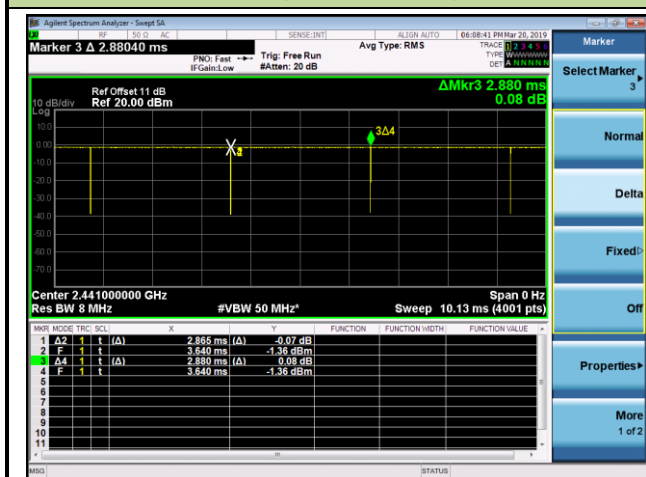 Agilent Spectrum Analyzer - Swept SA
RF 50 Ω AC SENSE:INT ALIGN AUTO 06:08:41 PM Mar 20, 2019
Marker 3 Δ 2.88040 ms Avg Type: RMS TRACE 1 2 3 4 5 6
PNO: Fast Trig: Free Run TYPE WWWWWW
IFGain:Low #Atten: 20 dB DET A N N N N N
Marker
Select Marker
3
Normal
Delta
Fixed
Off
Properties
More
1 of 2
Ref Offset 11 dB ΔMkr3 2.880 ms
10 dB/div Ref 20.00 dBm 0.08 dB
Log
10.0
0.00
-10.0
-20.0
-30.0
-40.0
-50.0
-60.0
-70.0
3Δ4
Center 2.441000000 GHz Span 0 Hz
Res BW 8 MHz #VBW 50 MHz* Sweep 10.13 ms (4001 pts)
MKR MODE TRC SCL X Y FUNCTION FUNCTION WIDTH FUNCTION VALUE
1 Δ2 1 t (Δ) 2.865 ms (Δ) -0.07 dB
2 F 1 t 3.640 ms -1.36 dBm
3 Δ4 1 t (Δ) 2.880 ms (Δ) 0.08 dB
4 F 1 t 3.640 ms -1.36 dBm
5
6
7
8
9
10
11
MSG STATUS